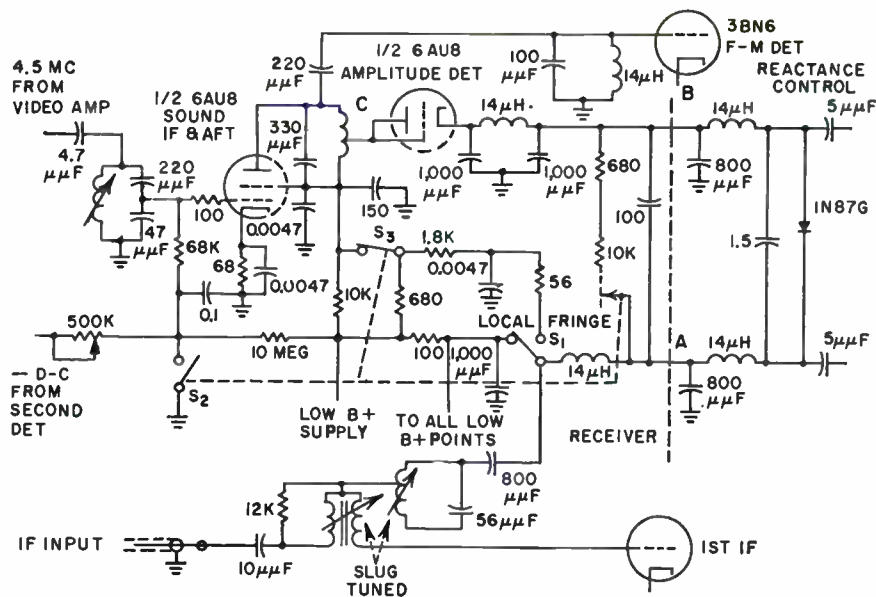 4.5 MC
FROM
VIDEO AMP
4.7
μμF
220
μμF
47
μμF
1/2 6AU8
SOUND
IF & AFT
100
68K
220
μμF
330
μμF
C
1/2 6AU8
AMPLITUDE DET
14μH.
1,000
μμF
1,000
μμF
100
μμF
14μH
3BN6
F-M DET
B
REACTANCE
CONTROL
14μH
5μμF
800
μμF
1N87G
1.5
680
100
10K
0.0047
150
68
0.0047
0.1
S3
1.8K
0.0047
56
10K
680
LOCAL
FRINGE
S1
14μH
A
14μH
5μμF
800
μμF
500K
10 MEG
100
1,000
μμF
— D-C
FROM
SECOND
DET
S2
LOW B+
SUPPLY
TO ALL LOW
B+POINTS
RECEIVER
800
μμF
56μμF
12K
IF INPUT
10μμF
SLUG
TUNED
1ST IF